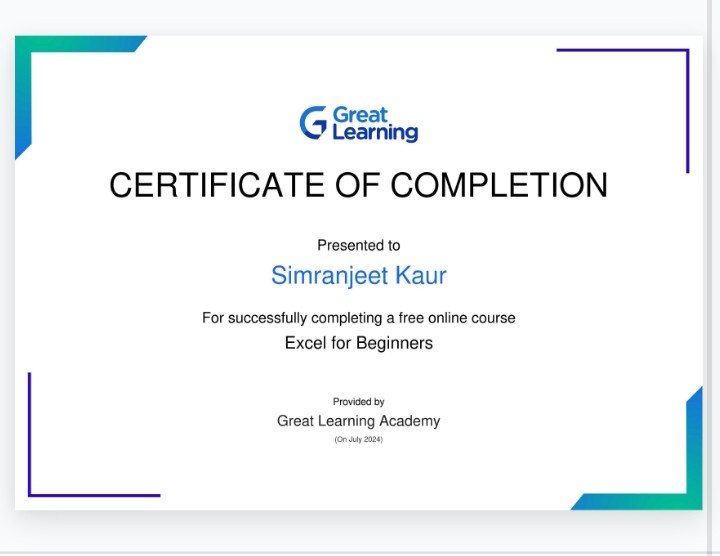 Great
Learning
CERTIFICATE OF COMPLETION
Presented to
Simranjeet Kaur
For successfully completing a free online course
Excel for Beginners
Provided by
Great Learning Academy
(On July 2024)